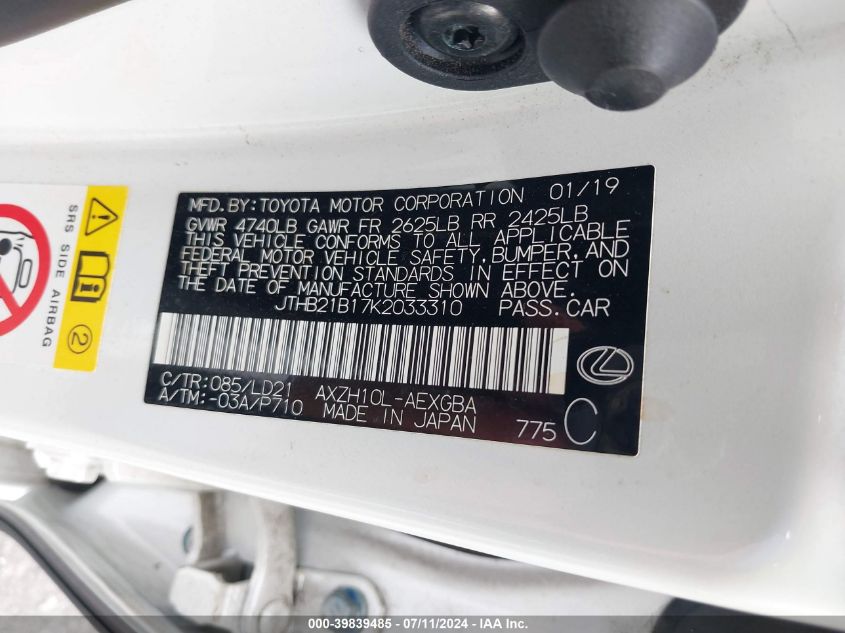 MFD.BY:TOYOTA MOTOR CORPORATION 01/19
GVWR 4740LB GAWR FR 2625LB RR 2425LB
THIS VEHICLE CONFORMS TO ALL APPLICABLE
FEDERAL MOTOR VEHICLE SAFETY,BUMPER,AND
THEFT PREVENTION STANDARDS IN EFFECT ON
THE DATE OF MANUFACTURE SHOWN ABOVE.
JTHB21B17K2033310 PASS.CAR
C/TR:085/LD21 AXZH10L-AEXGBA
A/TM:-03A/P710 MADE IN JAPAN 775 C
SRS SIDE AIRBAG
2
000-39839485 - 07/11/2024 - IAA Inc.